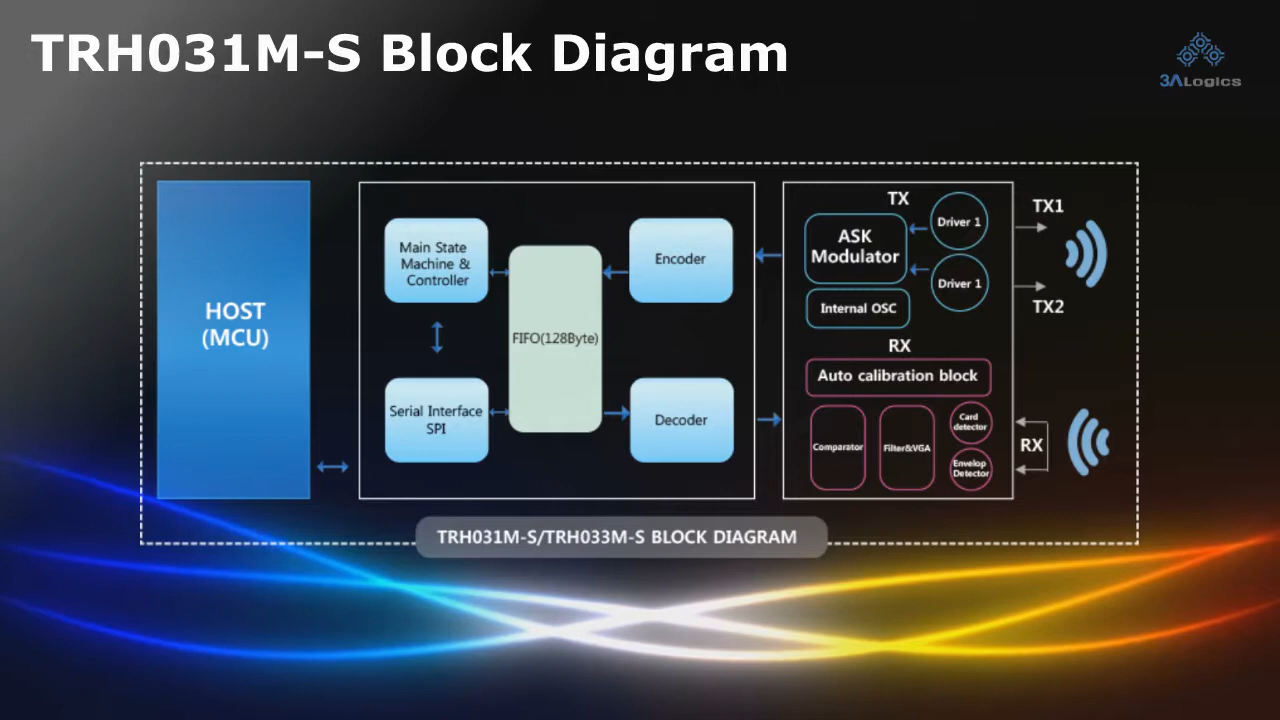 TRH031M-S Block Diagram
3ALogics
HOST
(MCU)
Main State
Machine &
Controller
Serial Interface
SPI
FIFO(128Byte)
Encoder
Decoder
TX
ASK
Modulator
Driver 1
Driver 1
Internal OSC
RX
Auto calibration block
Comparator
Filter&VGA
Card
detector
Envelop
Detector
TX1
TX2
RX
TRH031M-S/TRH033M-S BLOCK DIAGRAM